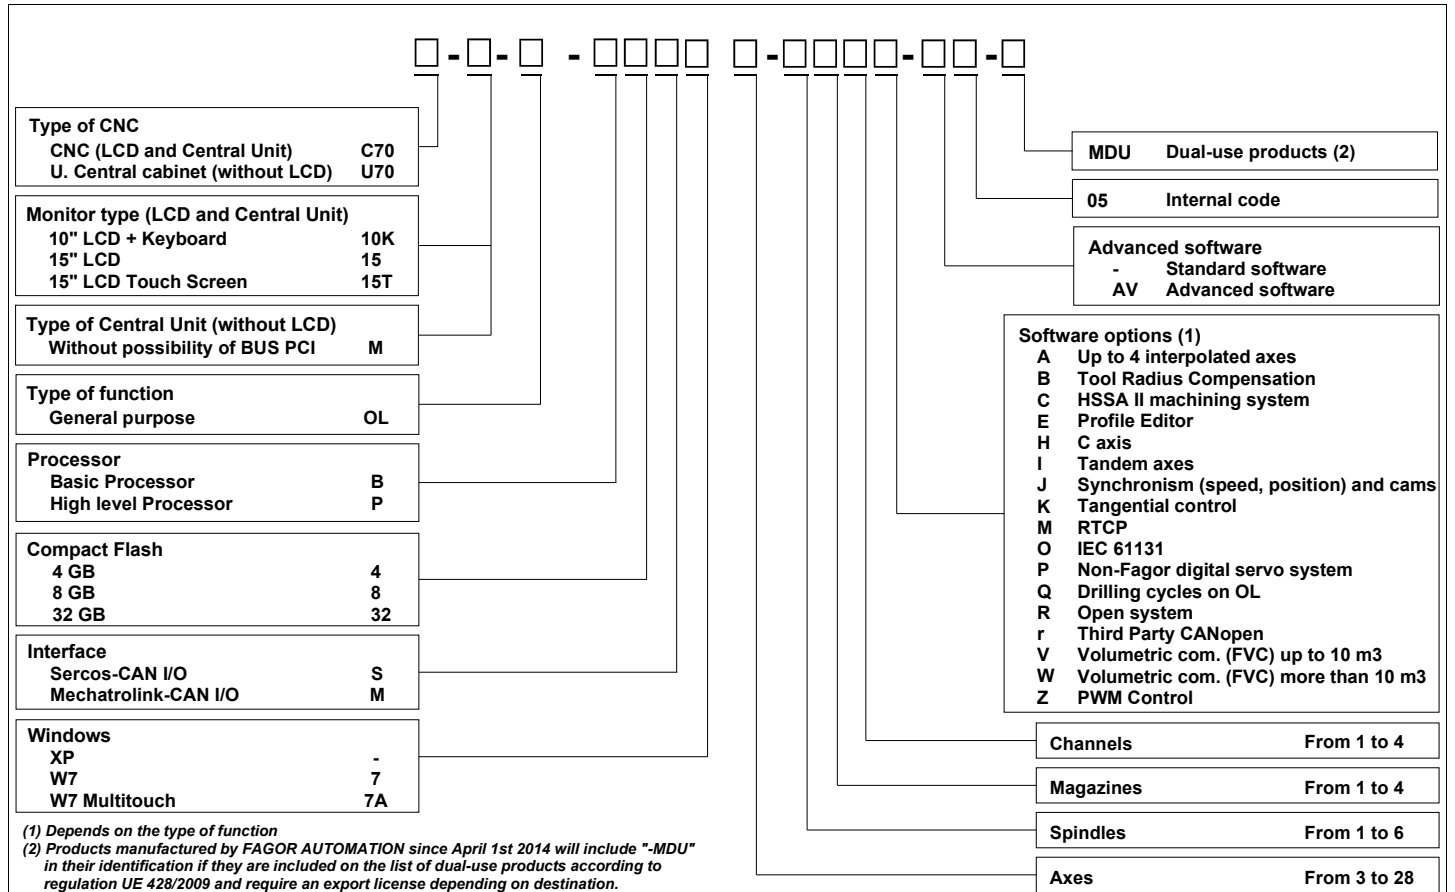 Type of CNC
CNC (LCD and Central Unit) C70
U. Central cabinet (without LCD) U70
Monitor type (LCD and Central Unit)
10" LCD + Keyboard 10K
15" LCD 15
15" LCD Touch Screen 15T
Type of Central Unit (without LCD)
Without possibility of BUS PCI M
Type of function
General purpose OL
Processor
Basic Processor B
High level Processor P
Compact Flash
4 GB 4
8 GB 8
32 GB 32
Interface
Sercos-CAN I/O S
Mechatrolink-CAN I/O M
Windows
XP -
W7 7
W7 Multitouch 7A
(1) Depends on the type of function
(2) Products manufactured by FAGOR AUTOMATION since April 1st 2014 will include "-MDU"
in their identification if they are included on the list of dual-use products according to
regulation UE 428/2009 and require an export license depending on destination.
MDU Dual-use products (2)
05 Internal code
Advanced software
- Standard software
AV Advanced software
Software options (1)
A Up to 4 interpolated axes
B Tool Radius Compensation
C HSSA II machining system
E Profile Editor
H C axis
I Tandem axes
J Synchronism (speed, position) and cams
K Tangential control
M RTCP
O IEC 61131
P Non-Fagor digital servo system
Q Drilling cycles on OL
R Open system
r Third Party CANopen
V Volumetric com. (FVC) up to 10 m3
W Volumetric com. (FVC) more than 10 m3
Z PWM Control
Channels From 1 to 4
Magazines From 1 to 4
Spindles From 1 to 6
Axes From 3 to 28